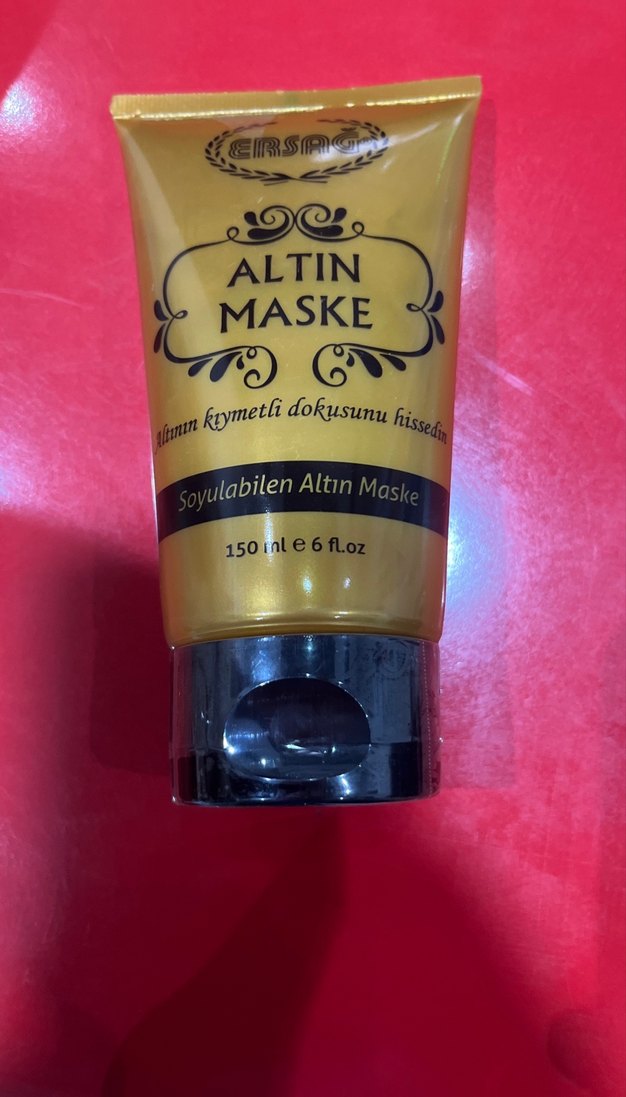 ERSAĞ
ALTIN
MASKE
Altının kıymetli dokusunu hissedin
Soyulabilen Altın Maske
150 ml e 6 fl.oz